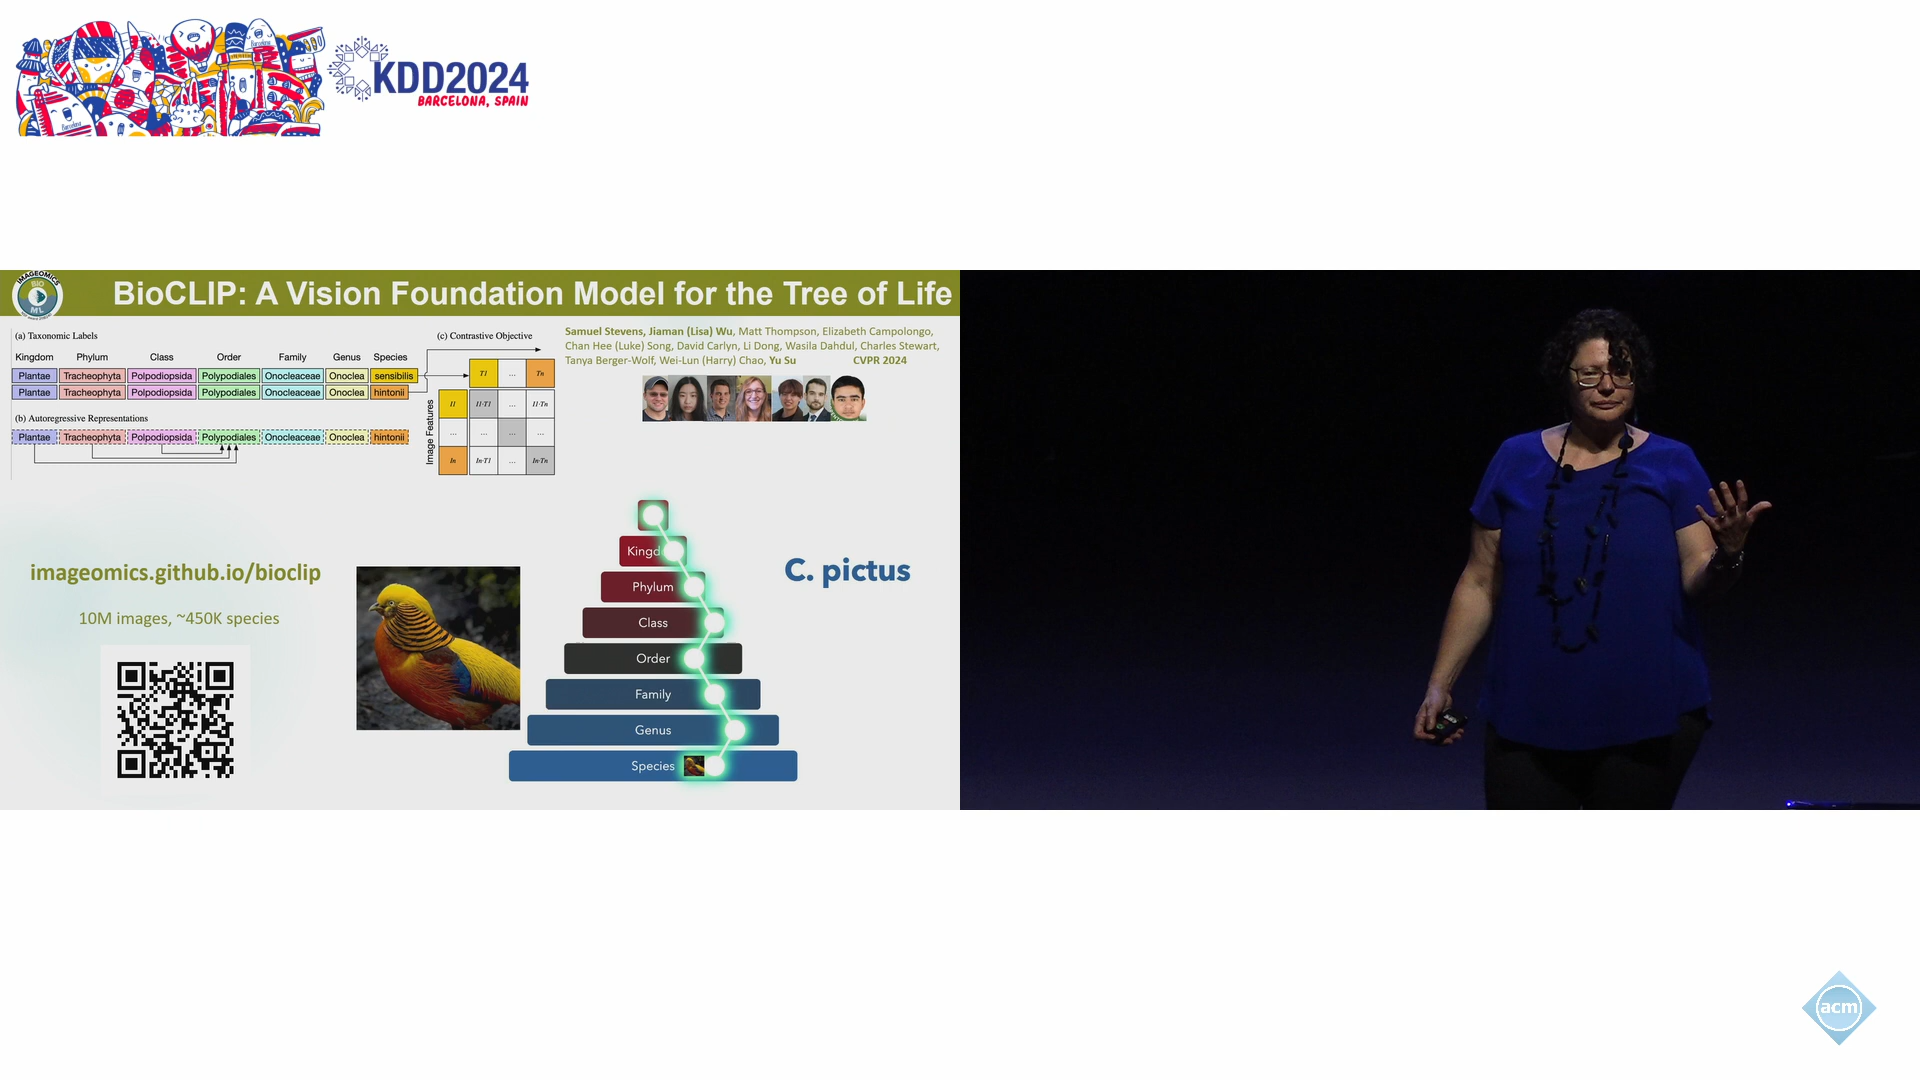 KDD2024
BARCELONA, SPAIN
IMAGEOMICS
BioCLIP: A Vision Foundation Model for the Tree of Life
(a) Taxonomic Labels
Kingdom Phylum Class Order Family Genus Species
Plantae Tracheophyta Polpodiopsida Polypodiales Onocleaceae Onoclea sensibilis
Plantae Tracheophyta Polpodiopsida Polypodiales Onocleaceae Onoclea hintonii
(b) Autoregressive Representations
Plantae Tracheophyta Polpodiopsida Polypodiales Onocleaceae Onoclea hintonii
(c) Contrastive Objective
T1 ... Tn
Image Features
I1 I1·T1 ... I1·Tn
... ... ... ...
In In·T1 ... In·Tn
Samuel Stevens, Jiaman (Lisa) Wu, Matt Thompson, Elizabeth Campolongo,
Chan Hee (Luke) Song, David Carlyn, Li Dong, Wasila Dahdul, Charles Stewart,
Tanya Berger-Wolf, Wei-Lun (Harry) Chao, Yu Su CVPR 2024
imageomics.github.io/bioclip
10M images, ~450K species
Kingd
Phylum
Class
Order
Family
Genus
Species
C. pictus
acm